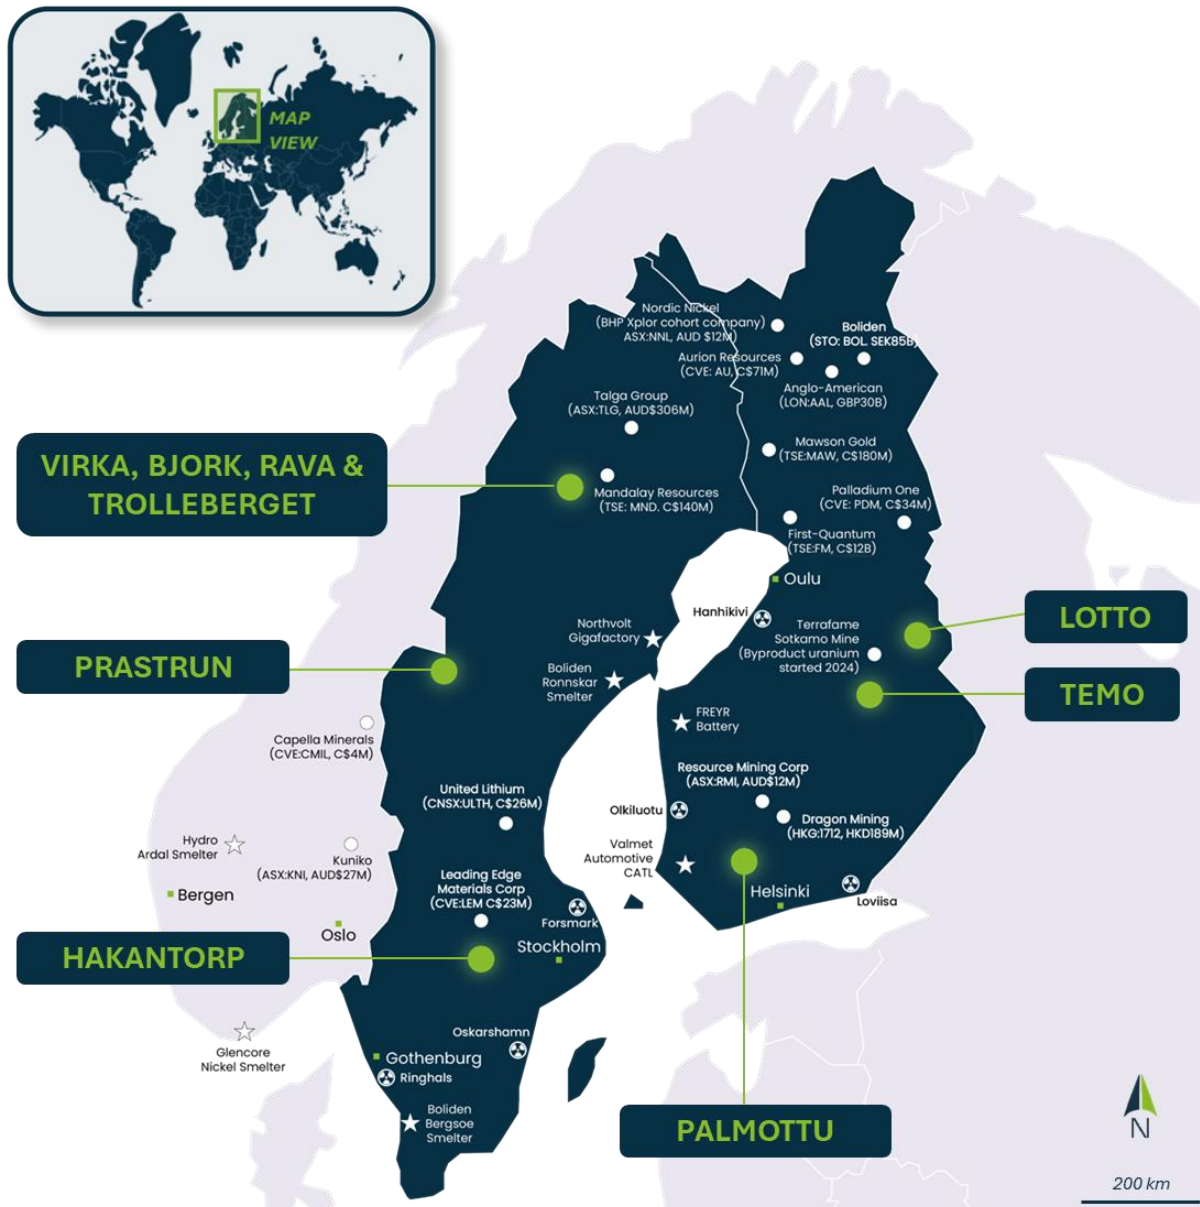 MAP
VIEW
Nordic Nickel
(BHP Xplor cohort company)
ASX:NNL, AUD $12M)
Boliden
(STO: BOL. SEK85B)
Aurion Resources
(CVE: AU, C$71M)
Anglo-American
(LON:AAL, GBP30B)
Talga Group
(ASX:TLG, AUD$306M)
Mawson Gold
(TSE:MAW, C$180M)
VIRKA, BJORK, RAVA &
TROLLEBERGET
Mandalay Resources
(TSE: MND. C$140M)
Palladium One
(CVE: PDM, C$34M)
First-Quantum
(TSE:FM, C$12B)
Oulu
Hanhikivi
LOTTO
Northvolt
Gigafactory
Terrafame
Sotkamo Mine
(Byproduct uranium
started 2024)
PRASTRUN
Boliden
Ronnskar
Smelter
TEMO
FREYR
Battery
Capella Minerals
(CVE:CMIL, C$4M)
Resource Mining Corp
(ASX:RMI, AUD$12M)
United Lithium
(CNSX:ULTH, C$26M)
Olkiluotu
Dragon Mining
(HKG:1712, HKD189M)
Hydro
Ardal Smelter
Valmet
Automotive
CATL
Kuniko
(ASX:KNI, AUD$27M)
Leading Edge
Materials Corp
(CVE:LEM C$23M)
Bergen
Helsinki
Loviisa
Forsmark
Oslo
Stockholm
HAKANTORP
Oskarshamn
Glencore
Nickel Smelter
Gothenburg
Ringhals
Boliden
Bergsoe
Smelter
PALMOTTU
N
200 km